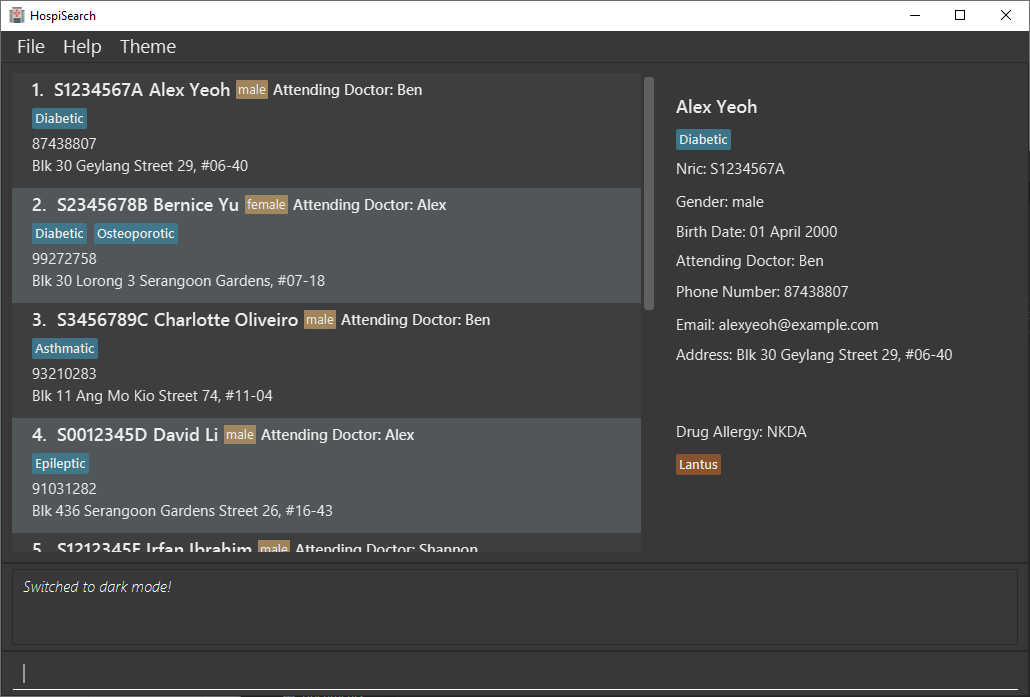 HospiSearch
File Help Theme
1. S1234567A Alex Yeoh male Attending Doctor: Ben
Diabetic
87438807
Blk 30 Geylang Street 29, #06-40
2. S2345678B Bernice Yu female Attending Doctor: Alex
Diabetic Osteoporotic
99272758
Blk 30 Lorong 3 Serangoon Gardens, #07-18
3. S3456789C Charlotte Oliveiro male Attending Doctor: Ben
Asthmatic
93210283
Blk 11 Ang Mo Kio Street 74, #11-04
4. S0012345D David Li male Attending Doctor: Alex
Epileptic
91031282
Blk 436 Serangoon Gardens Street 26, #16-43
5. Irfan Ibrahim male Attending Doctor: Shannon
Alex Yeoh
Diabetic
Nric: S1234567A
Gender: male
Birth Date: 01 April 2000
Attending Doctor: Ben
Phone Number: 87438807
Email: alexyeoh@example.com
Address: Blk 30 Geylang Street 29, #06-40
Drug Allergy: NKDA
Lantus
Switched to dark mode!